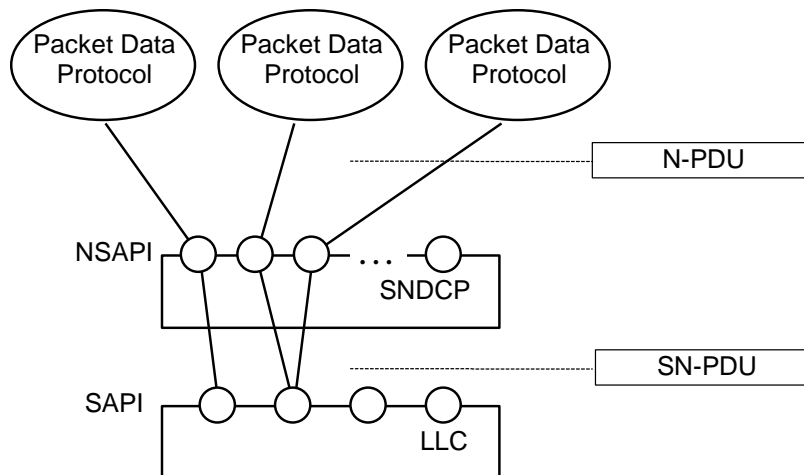 Packet Data
Protocol
Packet Data
Protocol
Packet Data
Protocol
N-PDU
NSAPI
. . .
SNDCP
SN-PDU
SAPI
LLC